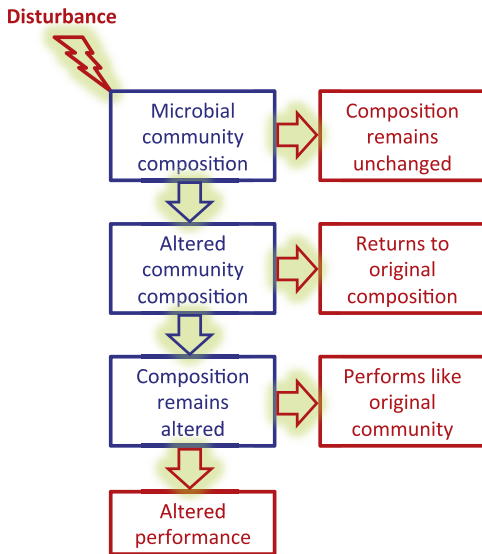 Disturbance
Microbial
community
composition
Composition
remains
unchanged
Altered
community
composition
Returns to
original
composition
Composition
remains
altered
Performs like
original
community
Altered
performance